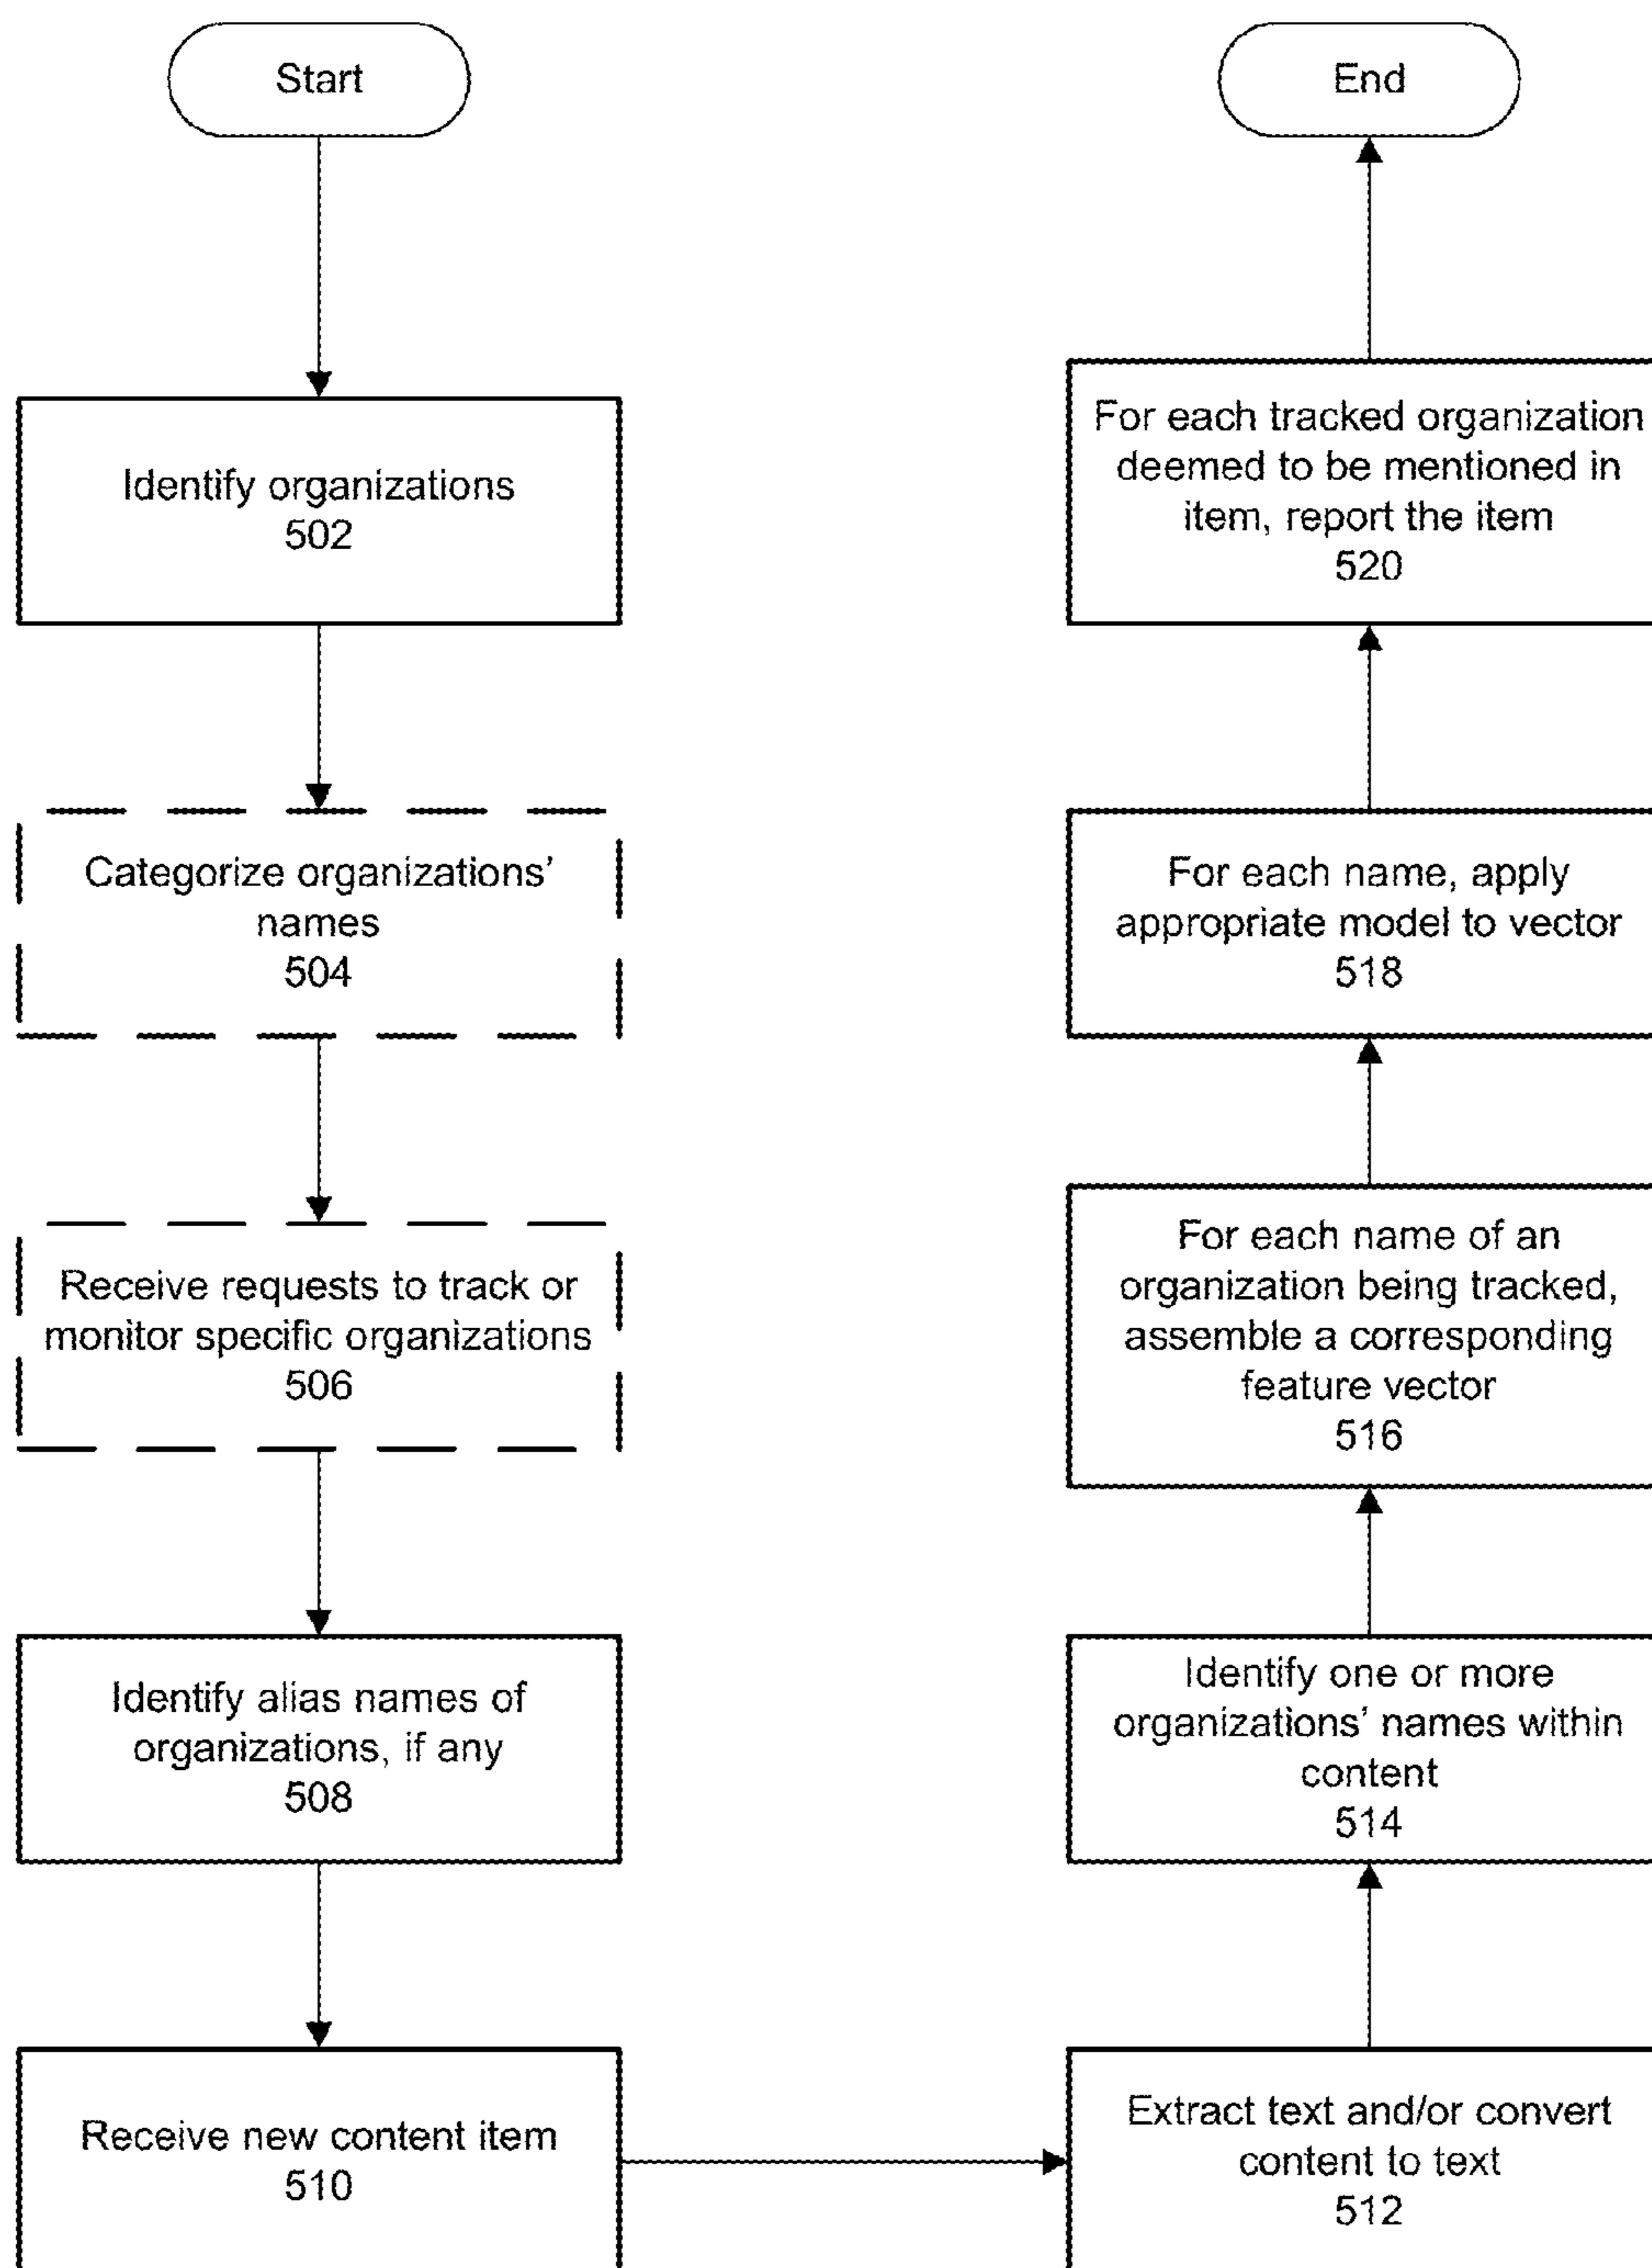 Start
Identify organizations
502
Categorize organizations’
names
504
Receive requests to track or
monitor specific organizations
506
Identify alias names of
organizations, if any
508
Receive new content item
510
Extract text and/or convert
content to text
512
Identify one or more
organizations’ names within
content
514
For each name of an
organization being tracked,
assemble a corresponding
feature vector
516
For each name, apply
appropriate model to vector
518
For each tracked organization
deemed to be mentioned in
item, report the item
520
End